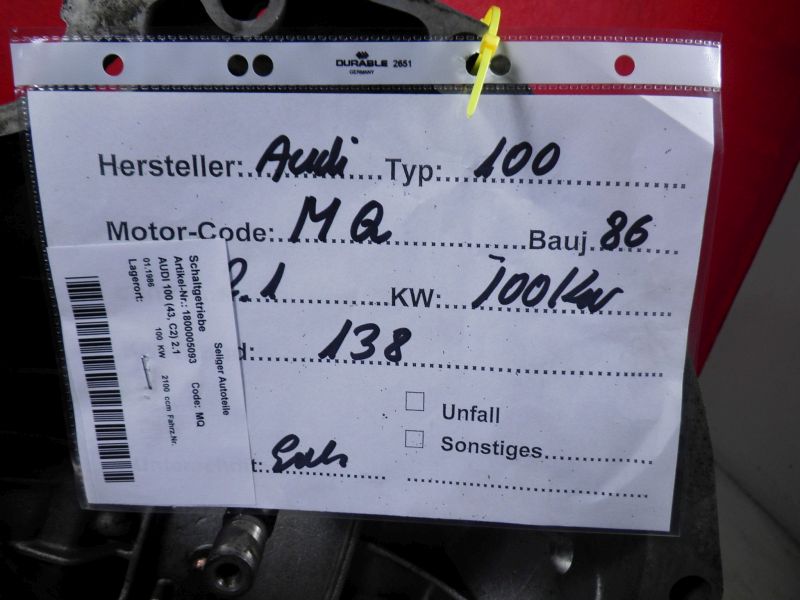 DURABLE 2651
GERMANY
Hersteller: Audi Typ: 100
Motor-Code: MQ Bauj 86
2.1 KW: 100 KW
d: 138
Unfall
Sonstiges
Seliger Autoteile
Schaltgetriebe Code: MQ
Artikel-Nr.: 1800005093
AUDI 100 (43, C2) 2.1
01.1986 100 KW 2100 ccm Fahrz.Nr.
Lagerort: